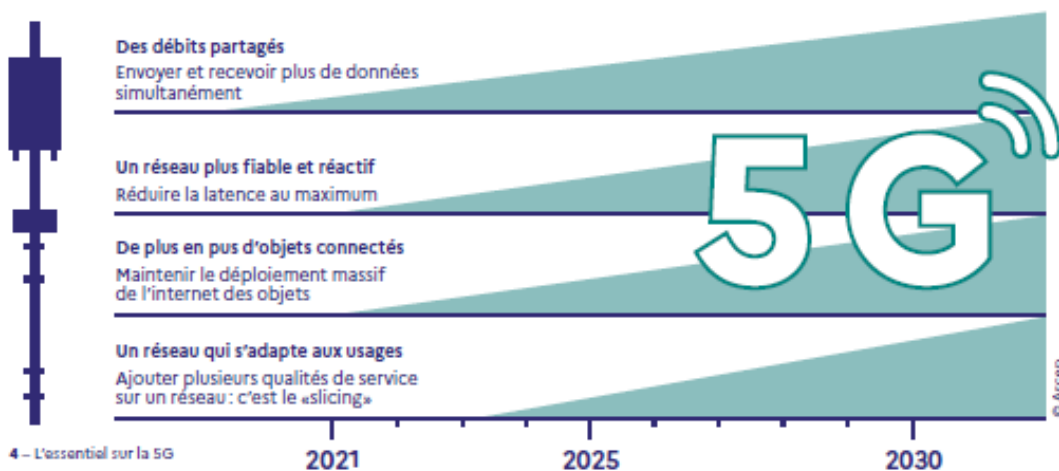 Des débits partagés
Envoyer et recevoir plus de données
simultanément
Un réseau plus fiable et réactif
Réduire la latence au maximum
De plus en pus d'objets connectés
Maintenir le déploiement massif
de l'internet des objets
Un réseau qui s'adapte aux usages
Ajouter plusieurs qualités de service
sur un réseau : c'est le «slicing»
5G
© Arcep
4 – L'essentiel sur la 5G
2021 2025 2030